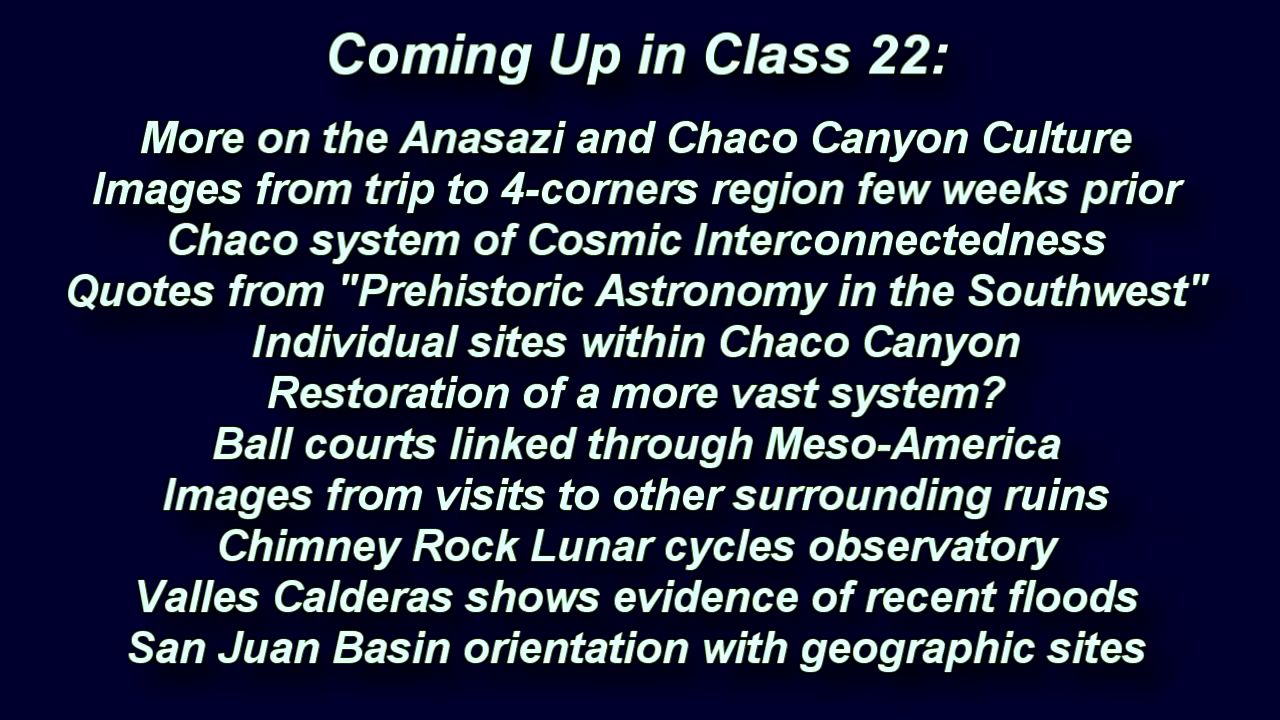 Coming Up in Class 22:
More on the Anasazi and Chaco Canyon Culture
Images from trip to 4-corners region few weeks prior
Chaco system of Cosmic Interconnectedness
Quotes from "Prehistoric Astronomy in the Southwest"
Individual sites within Chaco Canyon
Restoration of a more vast system?
Ball courts linked through Meso-America
Images from visits to other surrounding ruins
Chimney Rock Lunar cycles observatory
Valles Calderas shows evidence of recent floods
San Juan Basin orientation with geographic sites